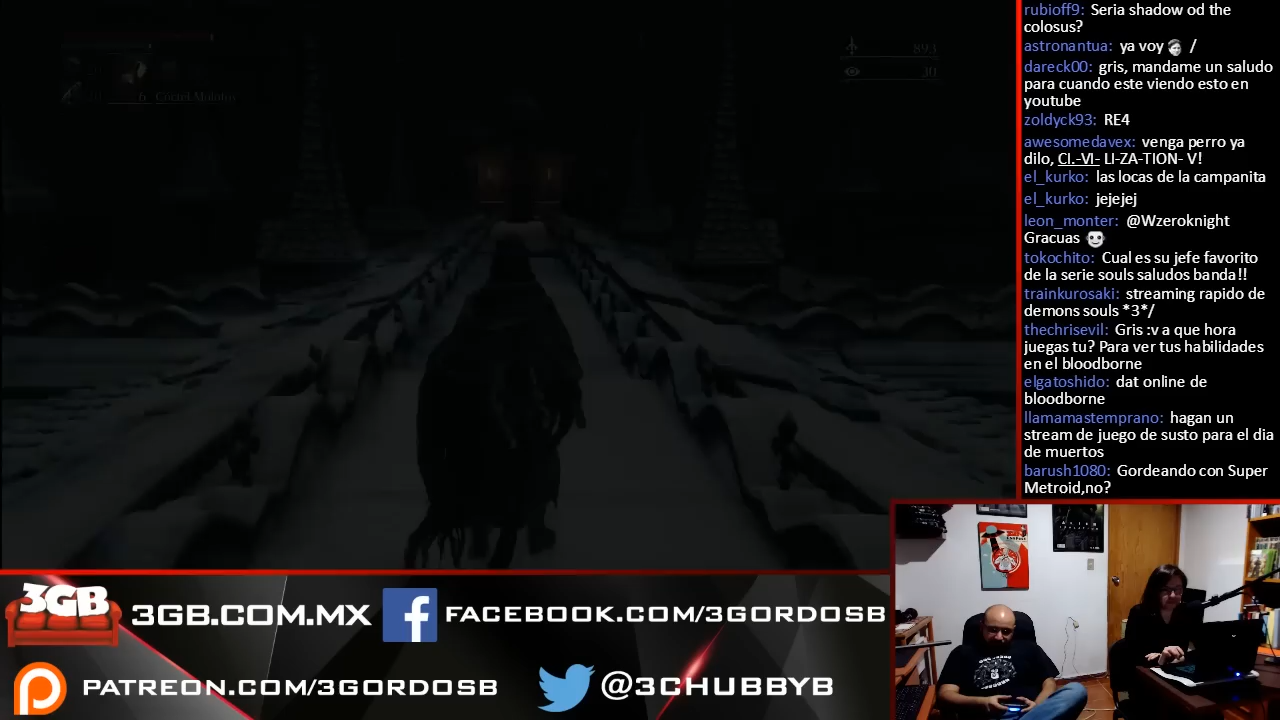 893
30
6 Cóctel Molotov
rubioff9: Seria shadow od the
colosus?
astronantua: ya voy /
dareck00: gris, mandame un saludo
para cuando este viendo esto en
youtube
zoldyck93: RE4
awesomedavex: venga perro ya
dilo, CI.-VI- LI-ZA-TION- V!
el_kurko: las locas de la campanita
el_kurko: jejejej
leon_monter: @Wzeroknight
Gracuas
tokochito: Cual es su jefe favorito
de la serie souls saludos banda!!
trainkurosaki: streaming rapido de
demons souls *3*/
thechrisevil: Gris :v a que hora
juegas tu? Para ver tus habilidades
en el bloodborne
elgatoshido: dat online de
bloodborne
llamamastemprano: hagan un
stream de juego de susto para el dia
de muertos
barush1080: Gordeando con Super
Metroid,no?
3GB
3GB.COM.MX
FACEBOOK.COM/3GORDOSB
PATREON.COM/3GORDOSB
@3CHUBBYB